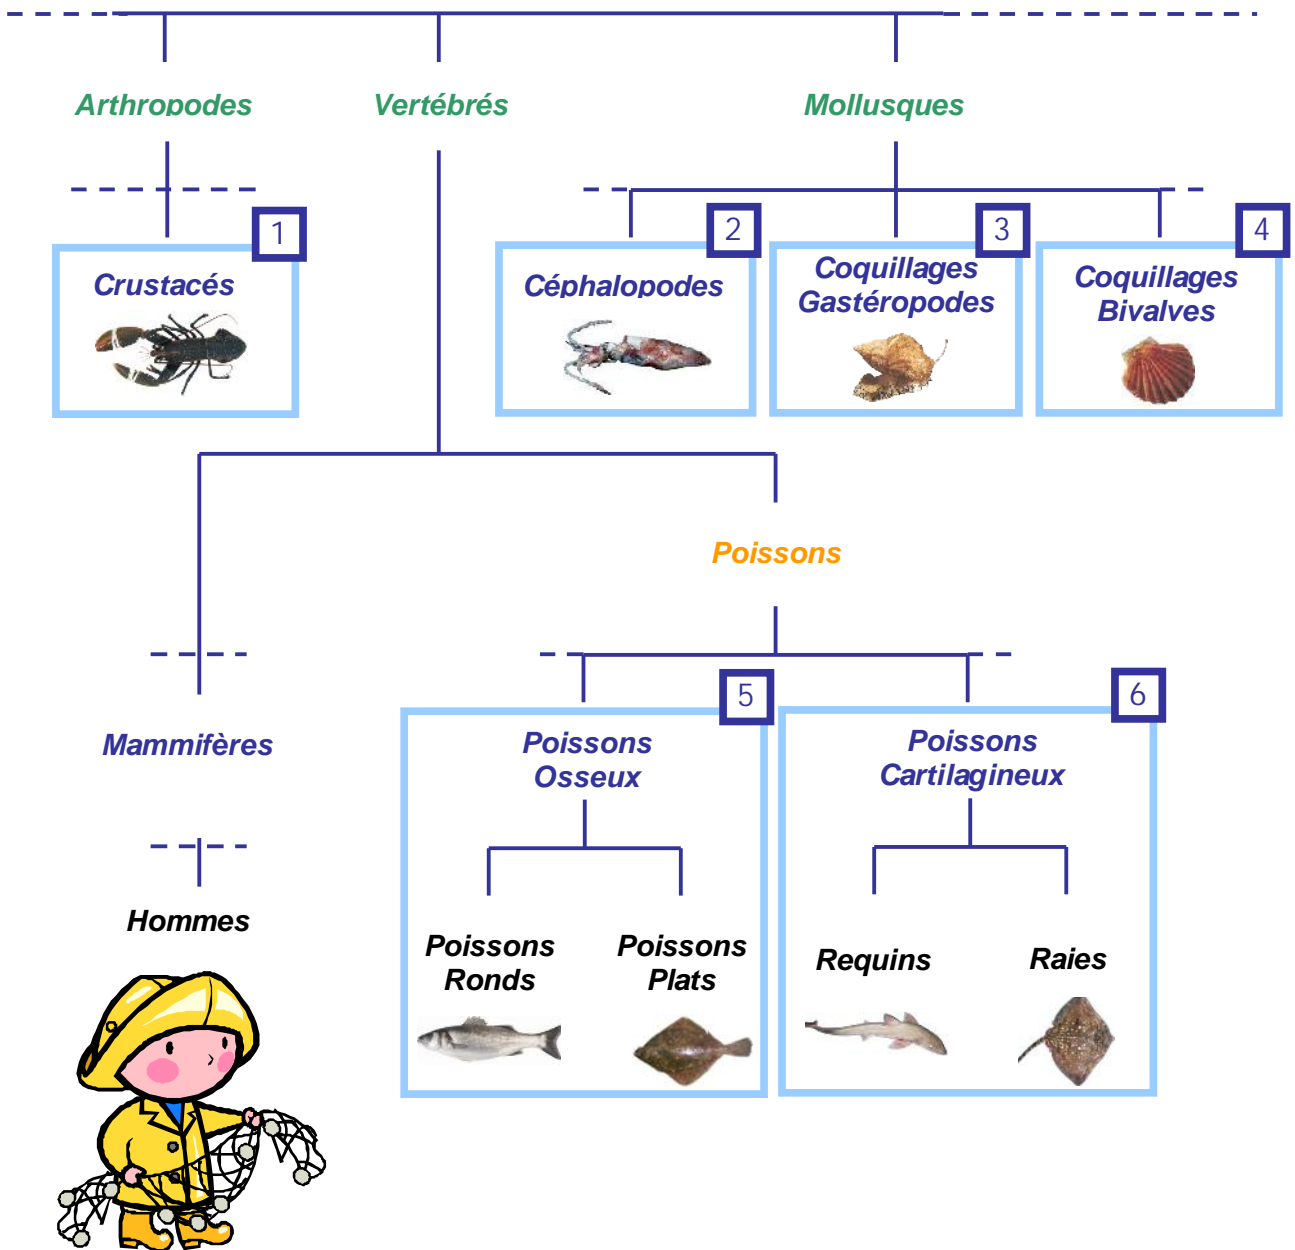 Arthropodes
Vertébrés
Mollusques
1
Crustacés
2
Céphalopodes
3
Coquillages
Gastéropodes
4
Coquillages
Bivalves
Poissons
Mammifères
5
Poissons
Osseux
6
Poissons
Cartilagineux
Hommes
Poissons
Ronds
Poissons
Plats
Requins
Raies